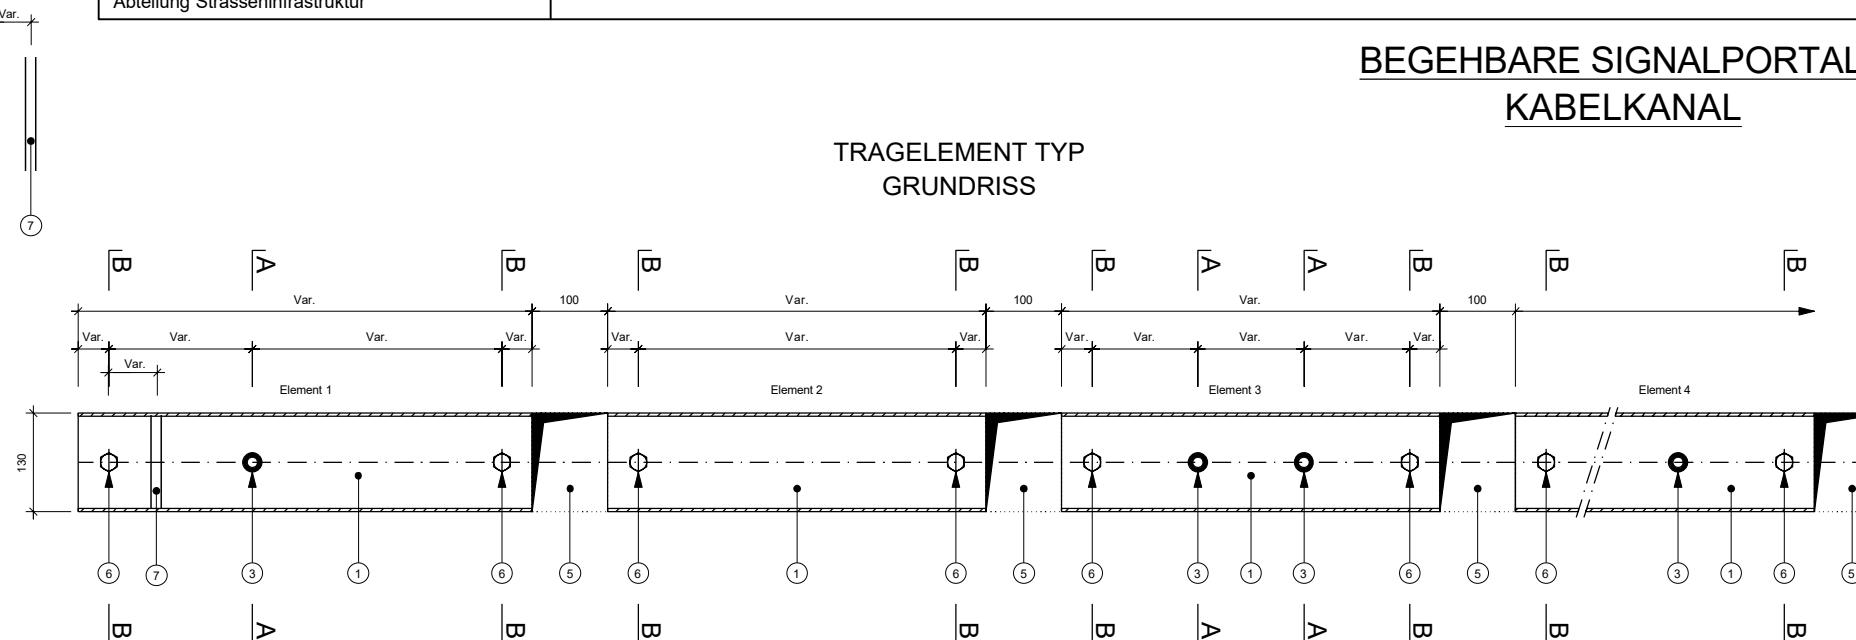 Abteilung Strasseninfrastruktur
Var.
BEGEHBARE SIGNALPORTAL
KABELKANAL
TRAGELEMENT TYP
GRUNDRISS
7
B A B B B B A A B B B
Var. 100 Var. 100 Var. 100
Var. Var. Var. Var. Var. Var. Var. Var. Var. Var. Var. Var.
Var.
Element 1 Element 2 Element 3 Element 4
130
6 7 3 1 6 5 6 1 6 5 6 3 1 3 6 5 6 3 1 6 5
B A B B B B A A B B B